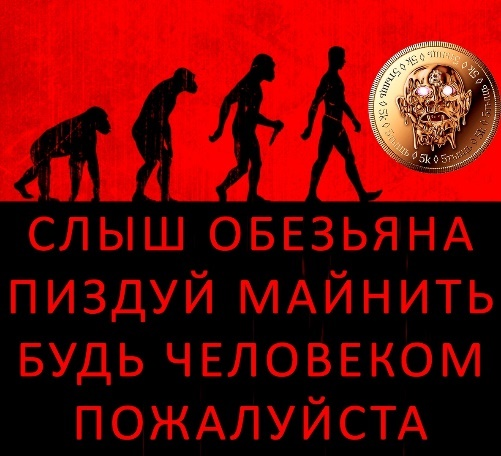 СЛЫШ ОБЕЗЬЯНА
ПИЗДУЙ МАЙНИТЬ
БУДЬ ЧЕЛОВЕКОМ
ПОЖАЛУЙСТА